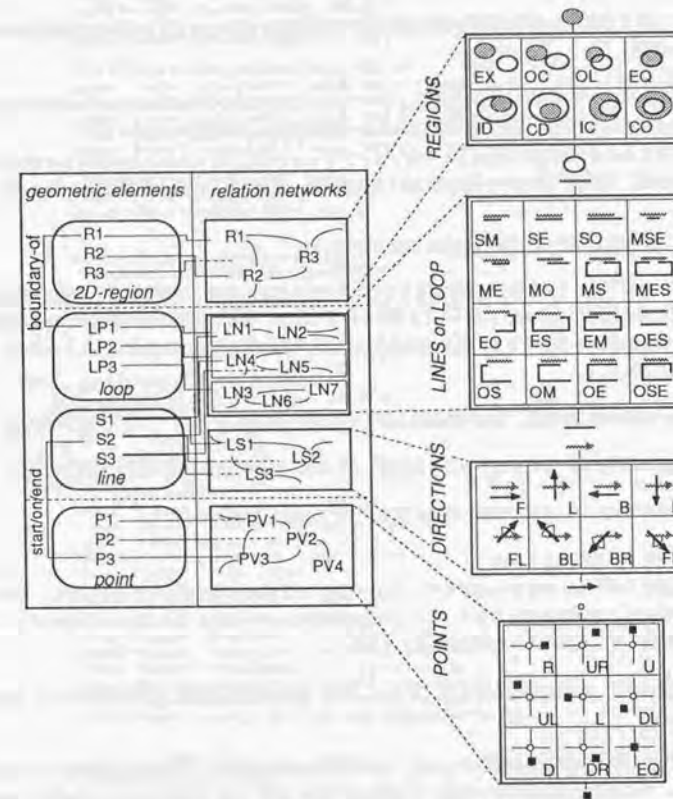 geometric elements
relation networks
boundary-of
R1
R2
R3
2D-region
R1
R2
R3
LP1
LP2
LP3
loop
LN1
LN2
LN4
LN5
LN3
LN7
LN6
start/on/end
S1
S2
S3
line
LS1
LS2
LS3
P1
P2
P3
point
PV1
PV2
PV3
PV4
REGIONS
EX OC OL EQ
ID CD IC CO
LINES on LOOP
SM SE SO MSE
ME MO MS MES
EO ES EM OES
OS OM OE OSE
DIRECTIONS
F L B
FL BL BR
POINTS
R UR U
UL L DL
D DR EQ